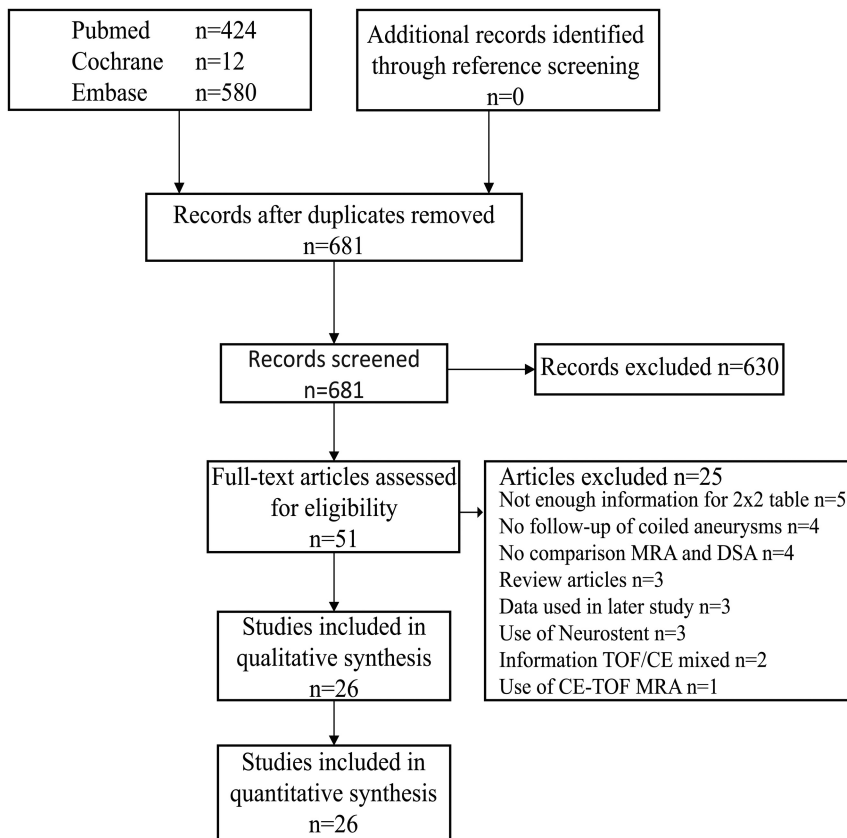 Pubmed n=424
Cochrane n=12
Embase n=580
Additional records identified
through reference screening
n=0
Records after duplicates removed
n=681
Records screened
n=681
Records excluded n=630
Full-text articles assessed
for eligibility
n=51
Articles excluded n=25
Not enough information for 2x2 table n=5
No follow-up of coiled aneurysms n=4
No comparison MRA and DSA n=4
Review articles n=3
Data used in later study n=3
Use of Neurostent n=3
Information TOF/CE mixed n=2
Use of CE-TOF MRA n=1
Studies included in
qualitative synthesis
n=26
Studies included in
quantitative synthesis
n=26